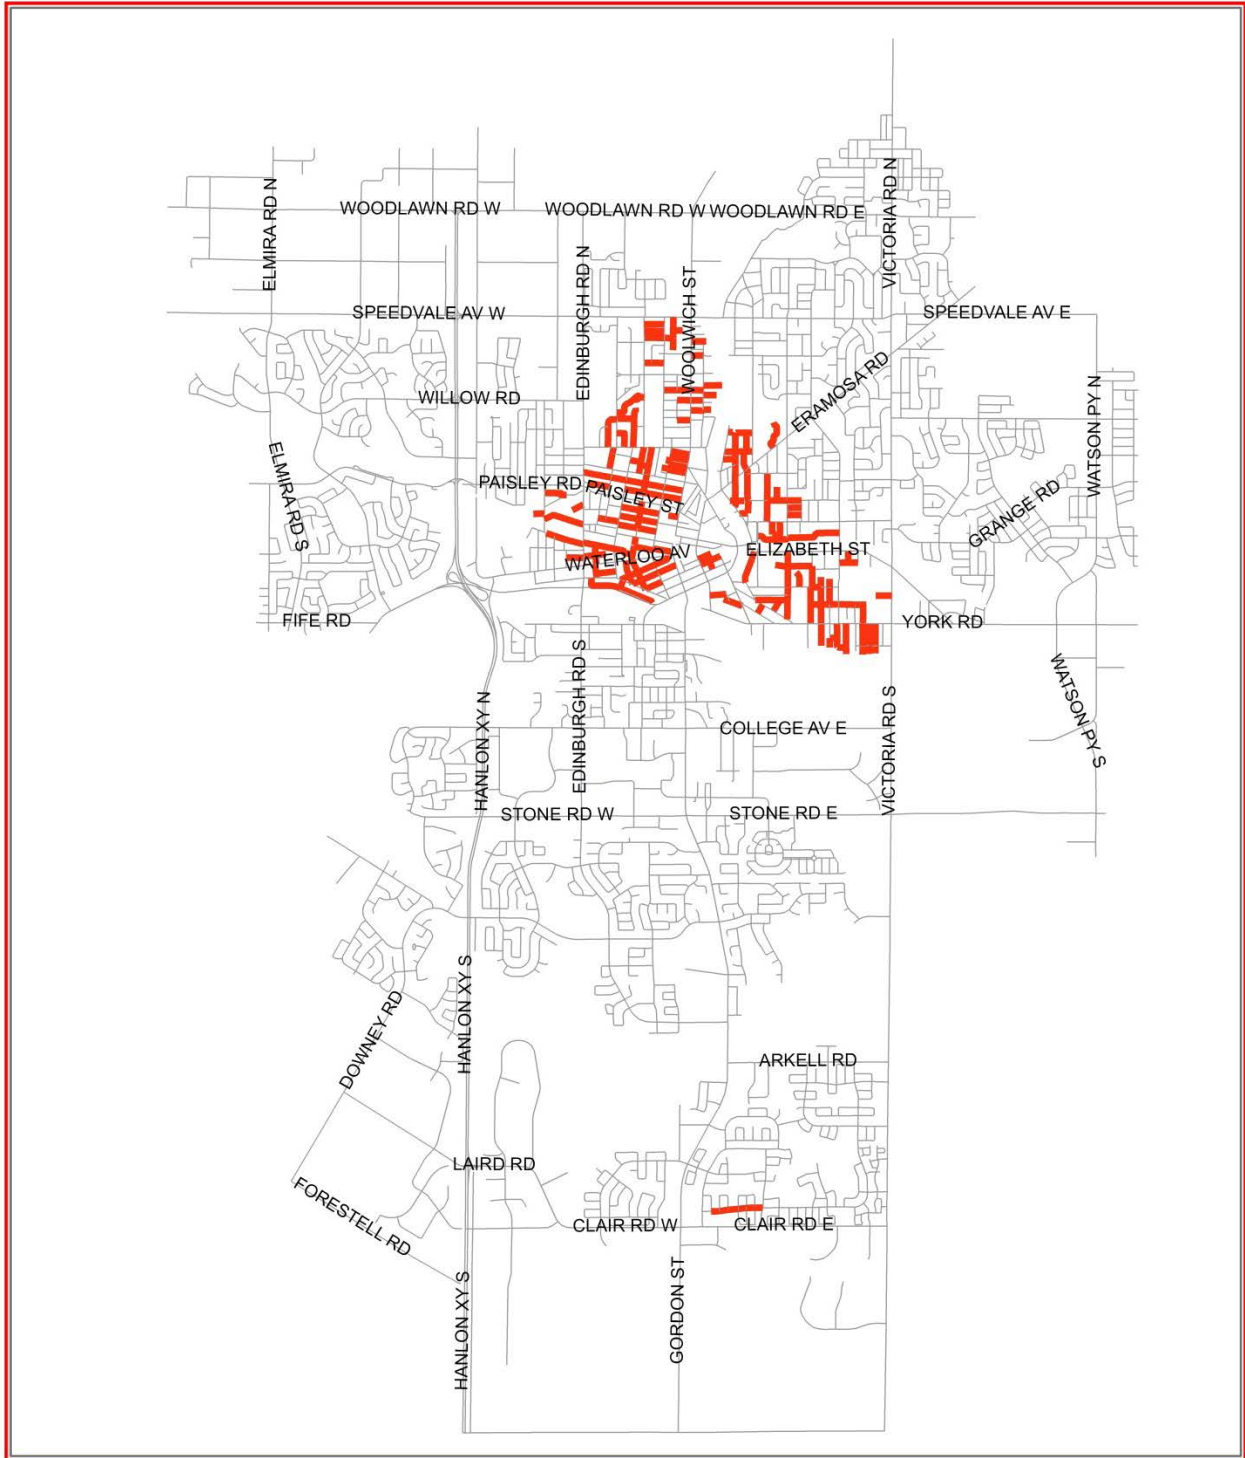 WOODLAWN RD W
WOODLAWN RD W
WOODLAWN RD E
ELMIRA RD N
VICTORIA RD N
EDINBURGH RD N
WOOLWICH ST
SPEEDVALE AV W
SPEEDVALE AV E
ERAMOSA RD
WILLOW RD
WATSON PY N
ELMIRA RD S
PAISLEY RD
PAISLEY ST
GRANGE RD
WATERLOO AV
ELIZABETH ST
FIFE RD
YORK RD
EDINBURGH RD S
WATSON PY S
HANLON XY N
VICTORIA RD S
COLLEGE AV E
STONE RD W
STONE RD E
HANLON XY S
DOWNEY RD
ARKELL RD
LAIRD RD
FORESTELL RD
CLAIR RD W
CLAIR RD E
HANLON XY S
GORDON ST